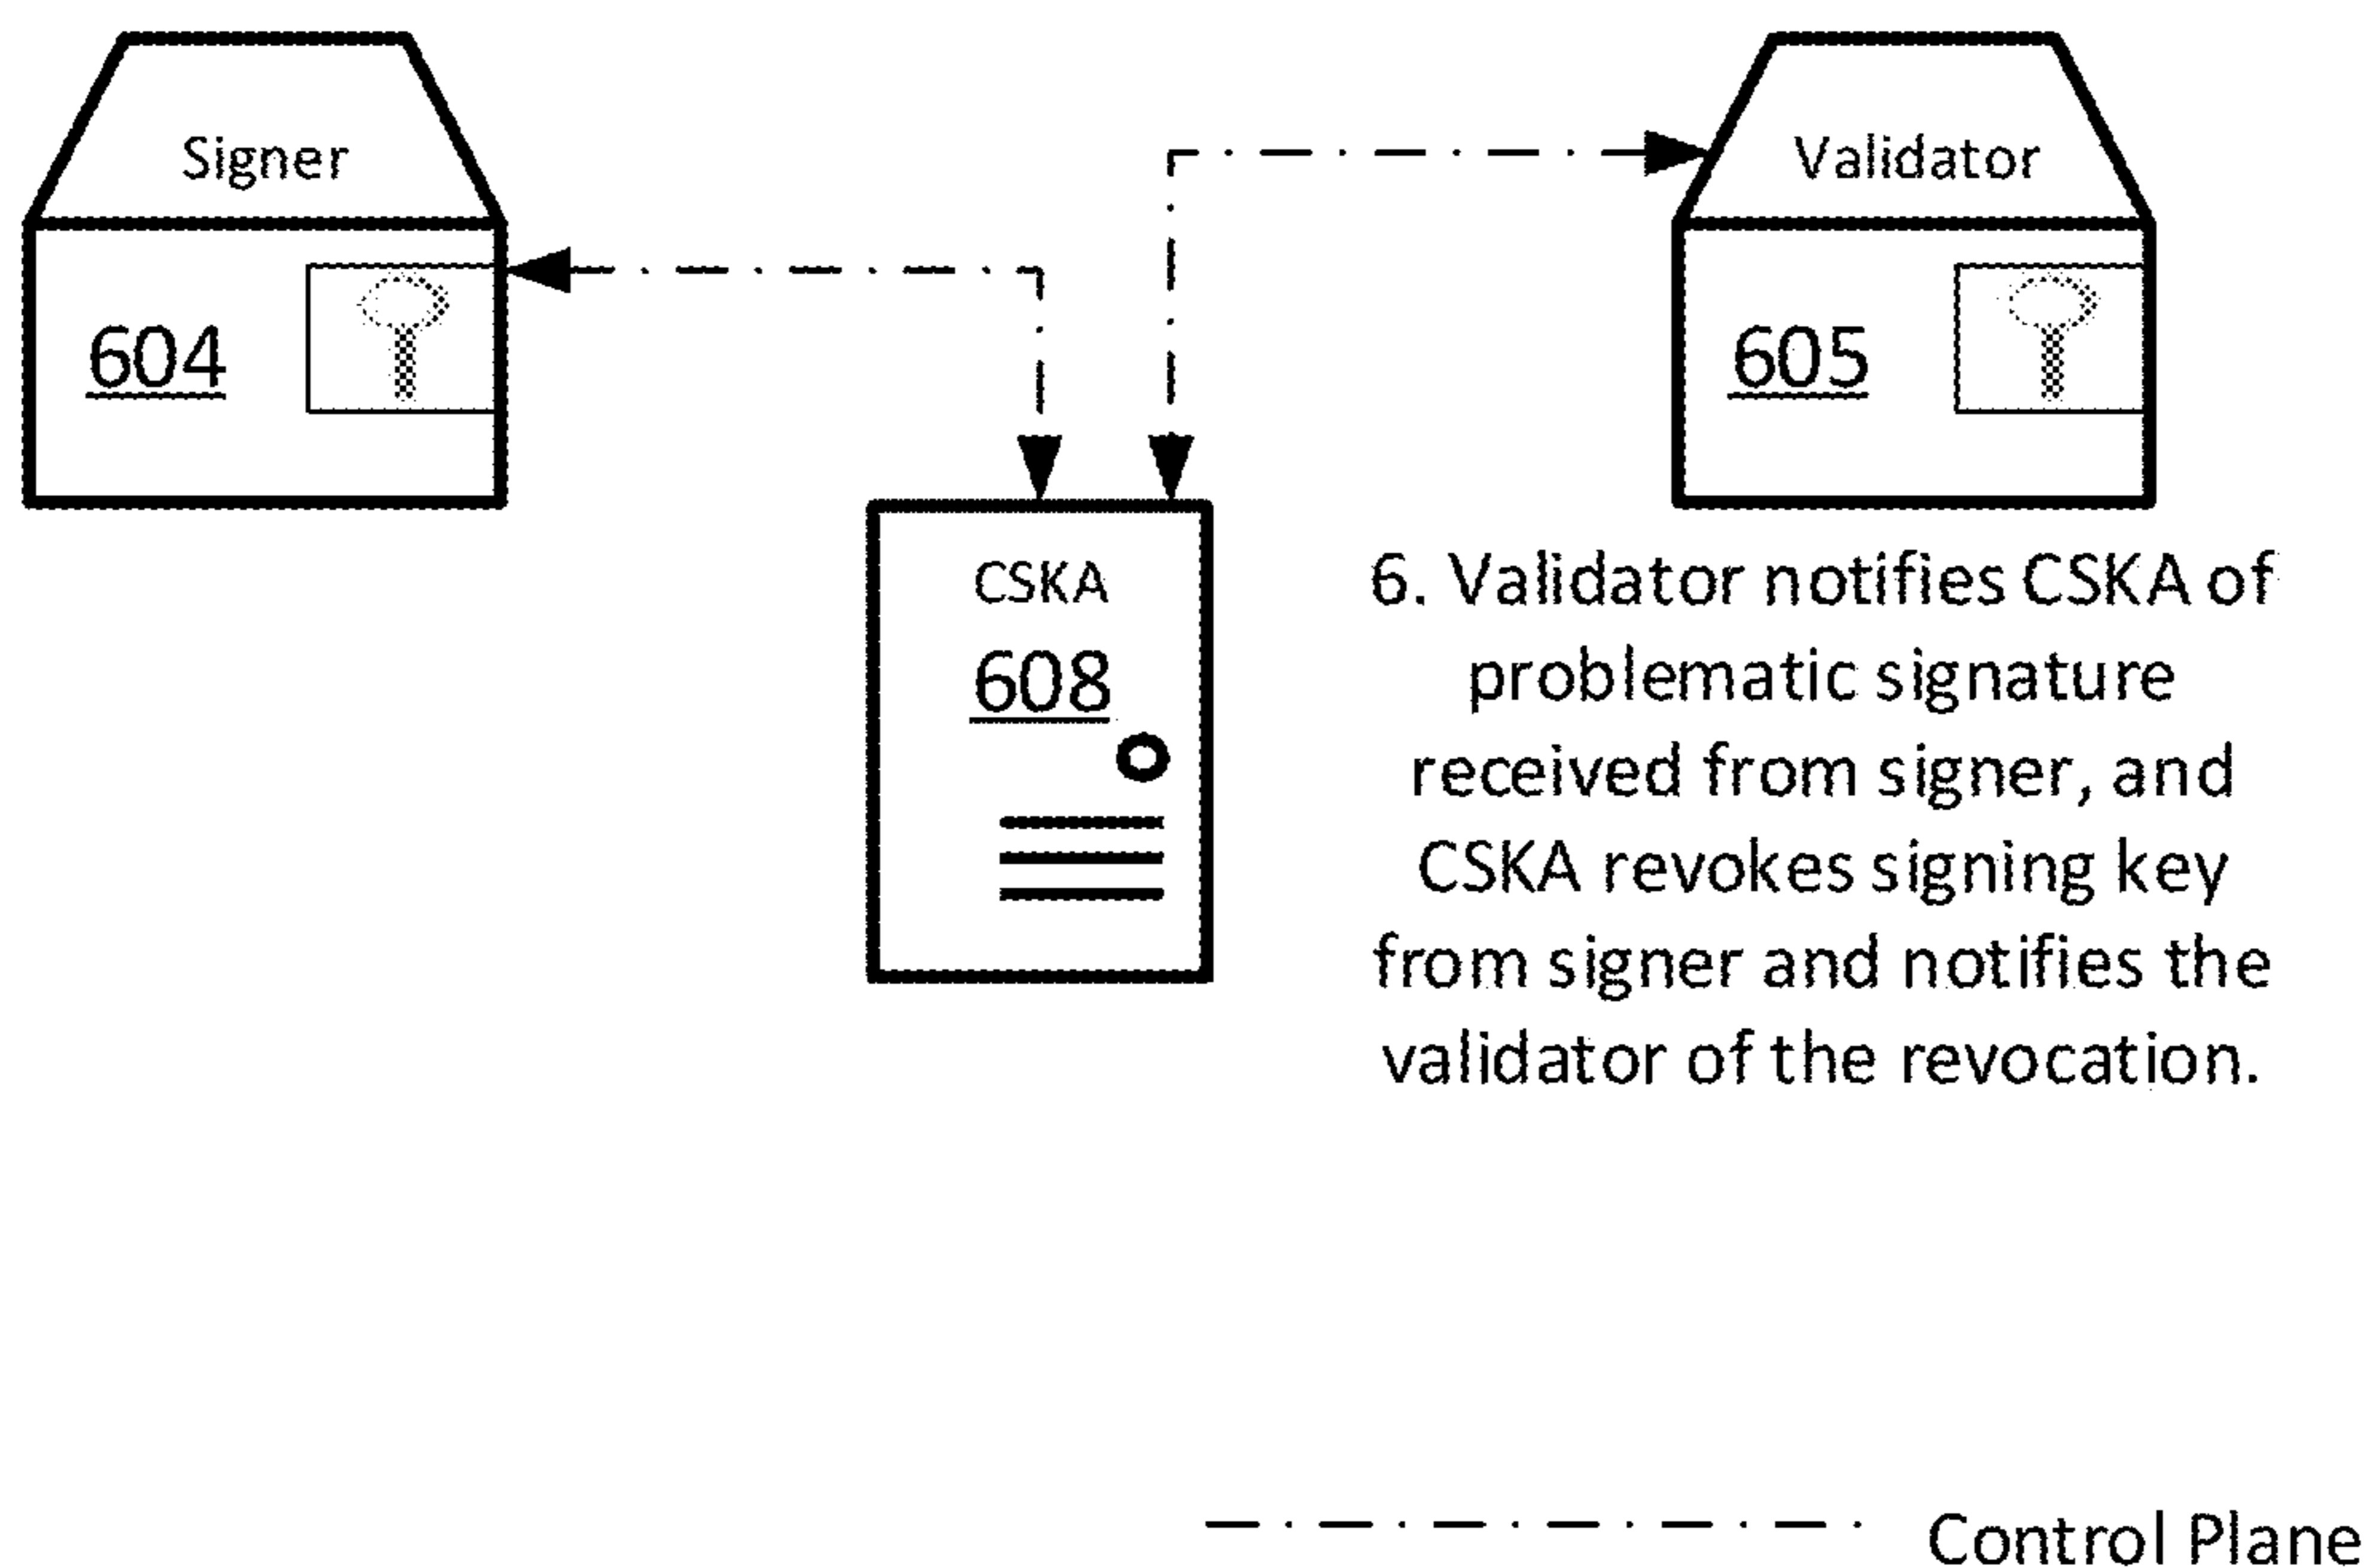 Signer
Validator
604
605
CSKA
608
6. Validator notifies CSKA of
problematic signature
received from signer, and
CSKA revokes signing key
from signer and notifies the
validator of the revocation.
Control Plane